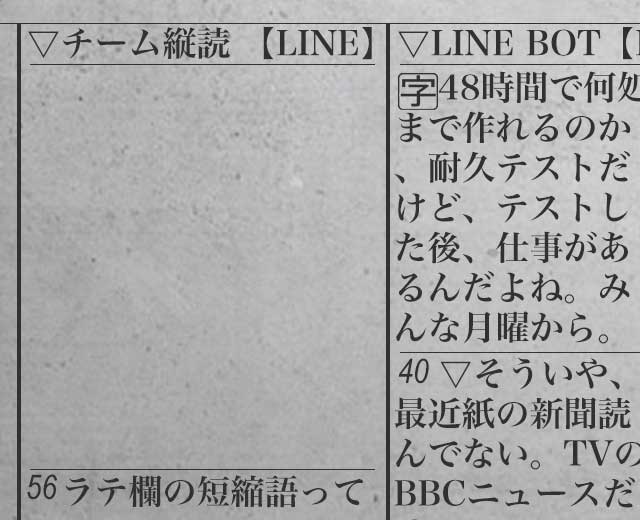 ▽チーム縦読 【LINE】
56 ラテ欄の短縮語って
▽LINE BOT【
字48時間で何処
まで作れるのか
、耐久テストだ
けど、テストし
た後、仕事があ
るんだよね。み
んな月曜から。
40 ▽そういや、
最近紙の新聞読
んでない。TVの
BBCニュースだ